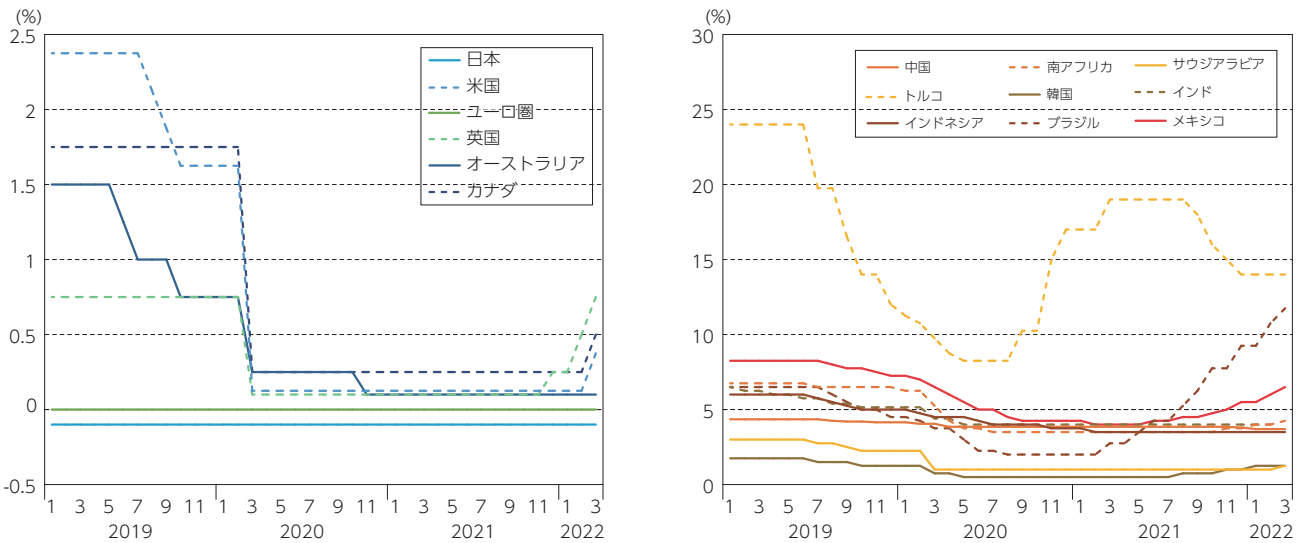 (%)
2.5
2
1.5
1
0.5
0
-0.5
日本
米国
ユーロ圏
英国
オーストラリア
カナダ
1 3 5 7 9 11 1 3 5 7 9 11 1 3 5 7 9 11 1 3
2019 2020 2021 2022
(%)
30
25
20
15
10
5
0
中国 南アフリカ サウジアラビア
トルコ 韓国 インド
インドネシア ブラジル メキシコ
1 3 5 7 9 11 1 3 5 7 9 11 1 3 5 7 9 11 1 3
2019 2020 2021 2022